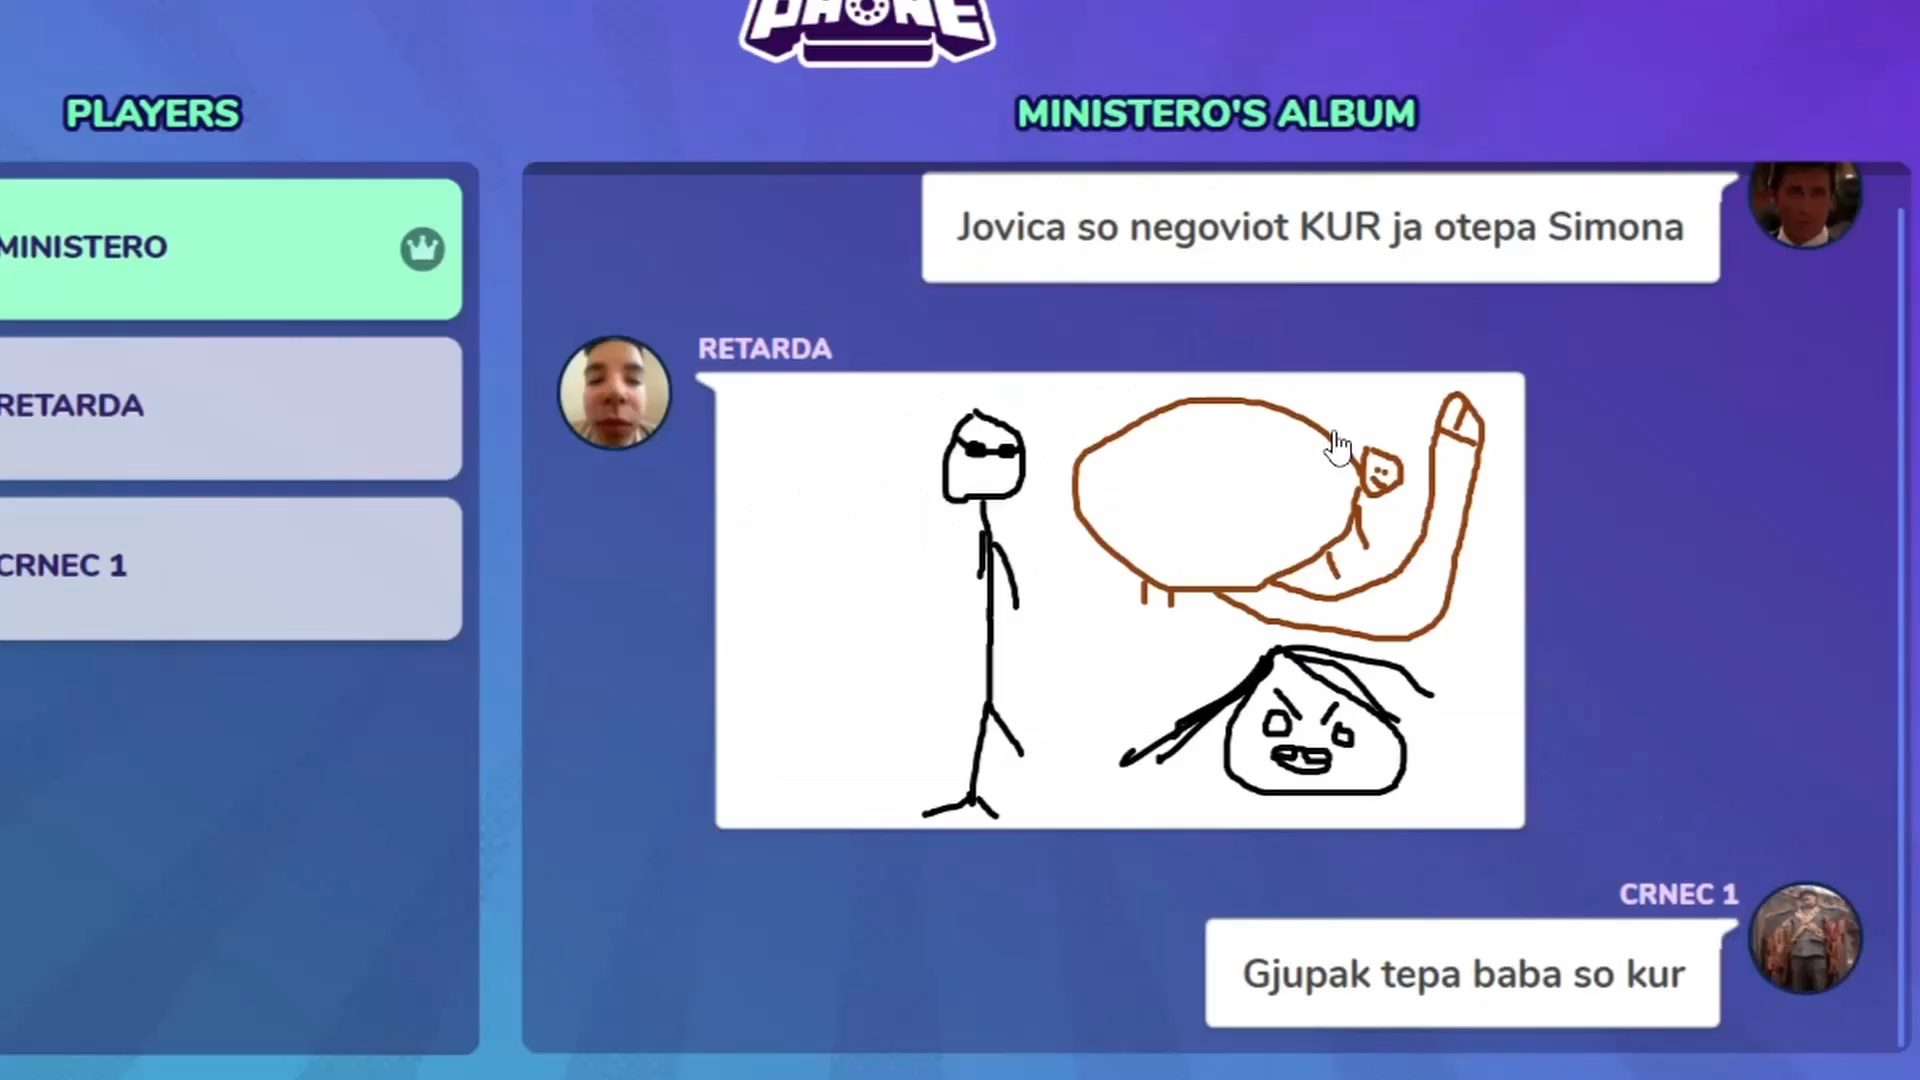 PHONE
PLAYERS
MINISTERO'S ALBUM
MINISTERO
Jovica so negoviot KUR ja otepa Simona
RETARDA
RETARDA
CRNEC 1
CRNEC 1
Gjupak tepa baba so kur